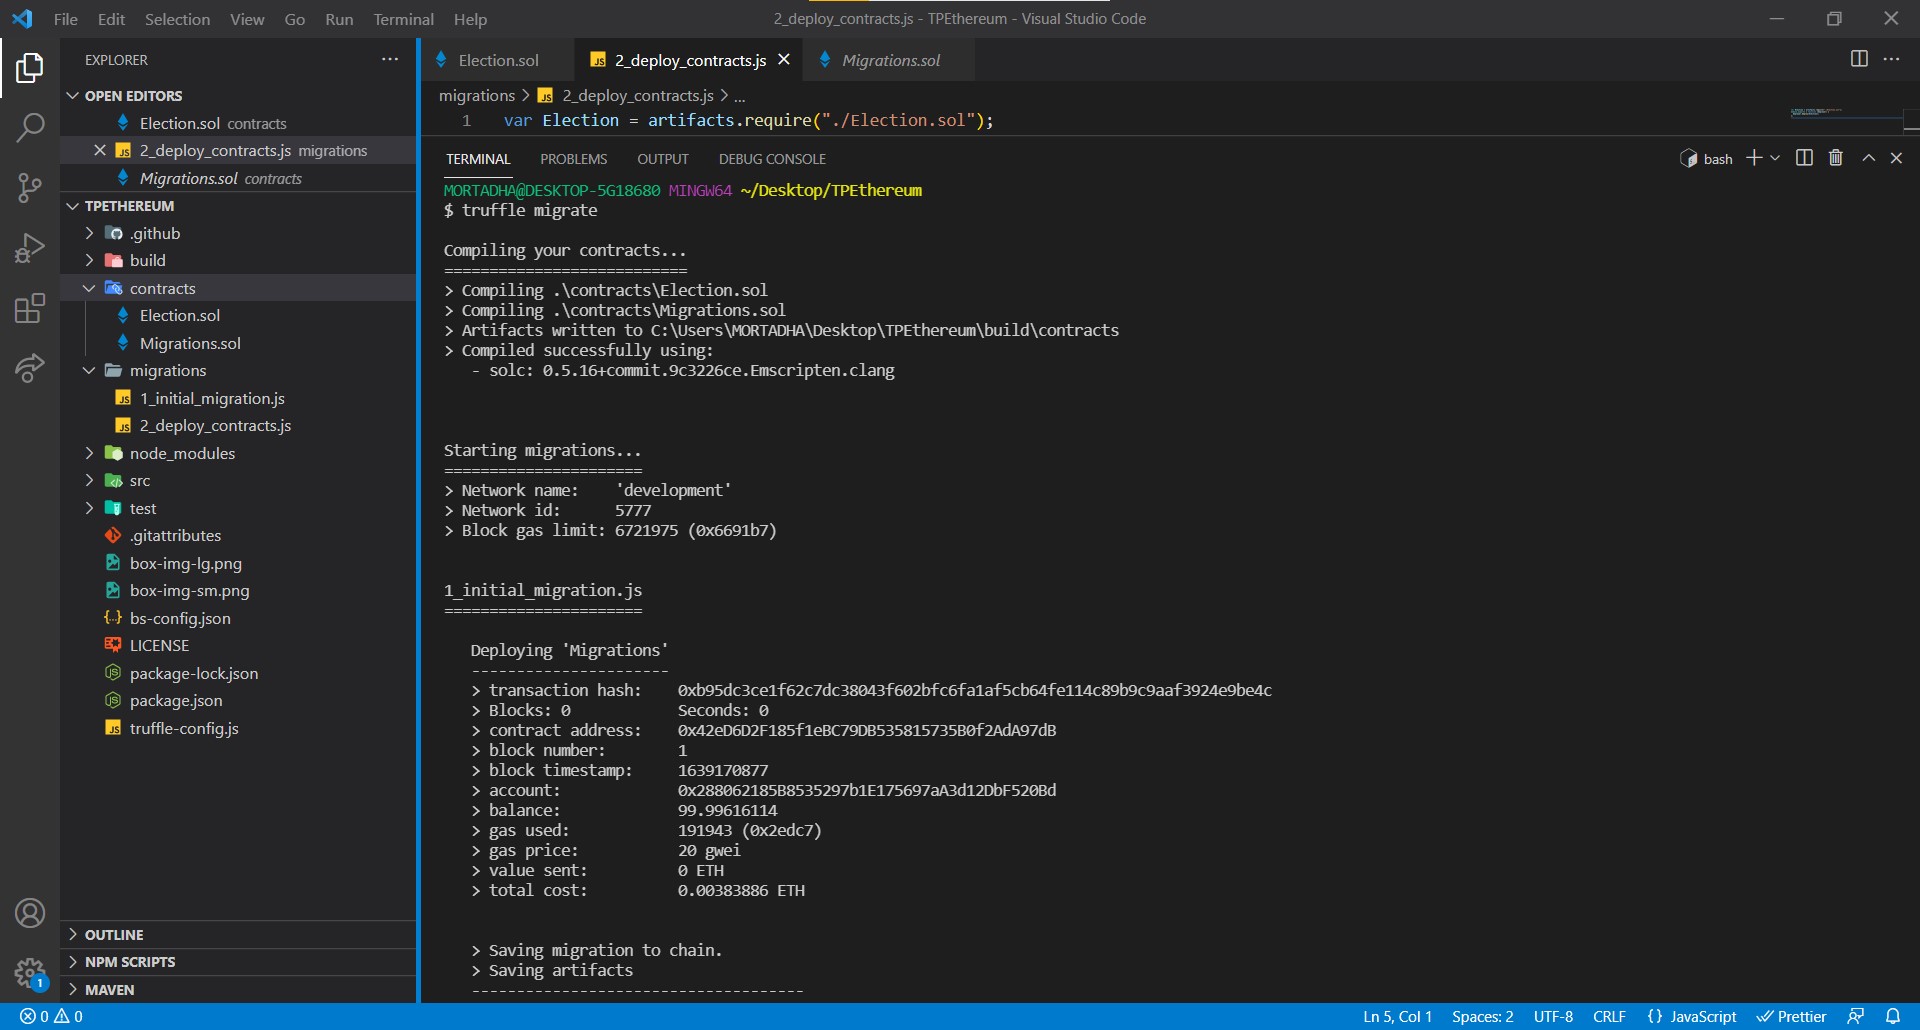 File Edit Selection View Go Run Terminal Help
2_deploy_contracts.js - TPEthereum - Visual Studio Code
EXPLORER
OPEN EDITORS
Election.sol contracts
2_deploy_contracts.js migrations
Migrations.sol contracts
TPETHEREUM
.github
build
contracts
Election.sol
Migrations.sol
migrations
1_initial_migration.js
2_deploy_contracts.js
node_modules
src
test
.gitattributes
box-img-lg.png
box-img-sm.png
bs-config.json
LICENSE
package-lock.json
package.json
truffle-config.js
OUTLINE
NPM SCRIPTS
MAVEN
1
Election.sol
2_deploy_contracts.js
Migrations.sol
migrations > 2_deploy_contracts.js > ...
1 var Election = artifacts.require("./Election.sol");
TERMINAL PROBLEMS OUTPUT DEBUG CONSOLE
bash
MORTADHA@DESKTOP-5G18680 MINGW64 ~/Desktop/TPEthereum
$ truffle migrate
Compiling your contracts...
===========================
> Compiling .\contracts\Election.sol
> Compiling .\contracts\Migrations.sol
> Artifacts written to C:\Users\MORTADHA\Desktop\TPEthereum\build\contracts
> Compiled successfully using:
- solc: 0.5.16+commit.9c3226ce.Emscripten.clang
Starting migrations...
======================
> Network name: 'development'
> Network id: 5777
> Block gas limit: 6721975 (0x6691b7)
1_initial_migration.js
======================
Deploying 'Migrations'
----------------------
> transaction hash: 0xb95dc3ce1f62c7dc38043f602bfc6fa1af5cb64fe114c89b9c9aaf3924e9be4c
> Blocks: 0 Seconds: 0
> contract address: 0x42eD6D2F185f1eBC79DB535815735B0f2AdA97dB
> block number: 1
> block timestamp: 1639170877
> account: 0x288062185B8535297b1E175697aA3d12DbF520Bd
> balance: 99.99616114
> gas used: 191943 (0x2edc7)
> gas price: 20 gwei
> value sent: 0 ETH
> total cost: 0.00383886 ETH
> Saving migration to chain.
> Saving artifacts
-------------------------------------
0 0
Ln 5, Col 1 Spaces: 2 UTF-8 CRLF {} JavaScript Prettier